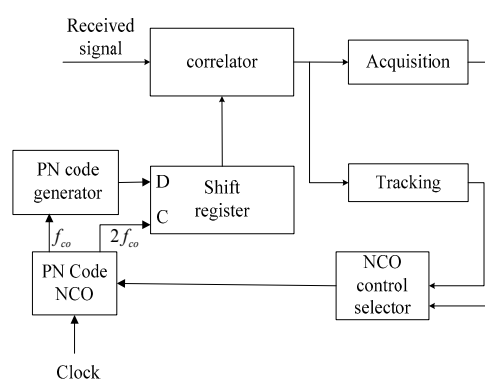 Received
signal
correlator
Acquisition
PN code
generator
D
Shift
register
C
Tracking
f_co
2f_co
PN Code
NCO
NCO
control
selector
Clock